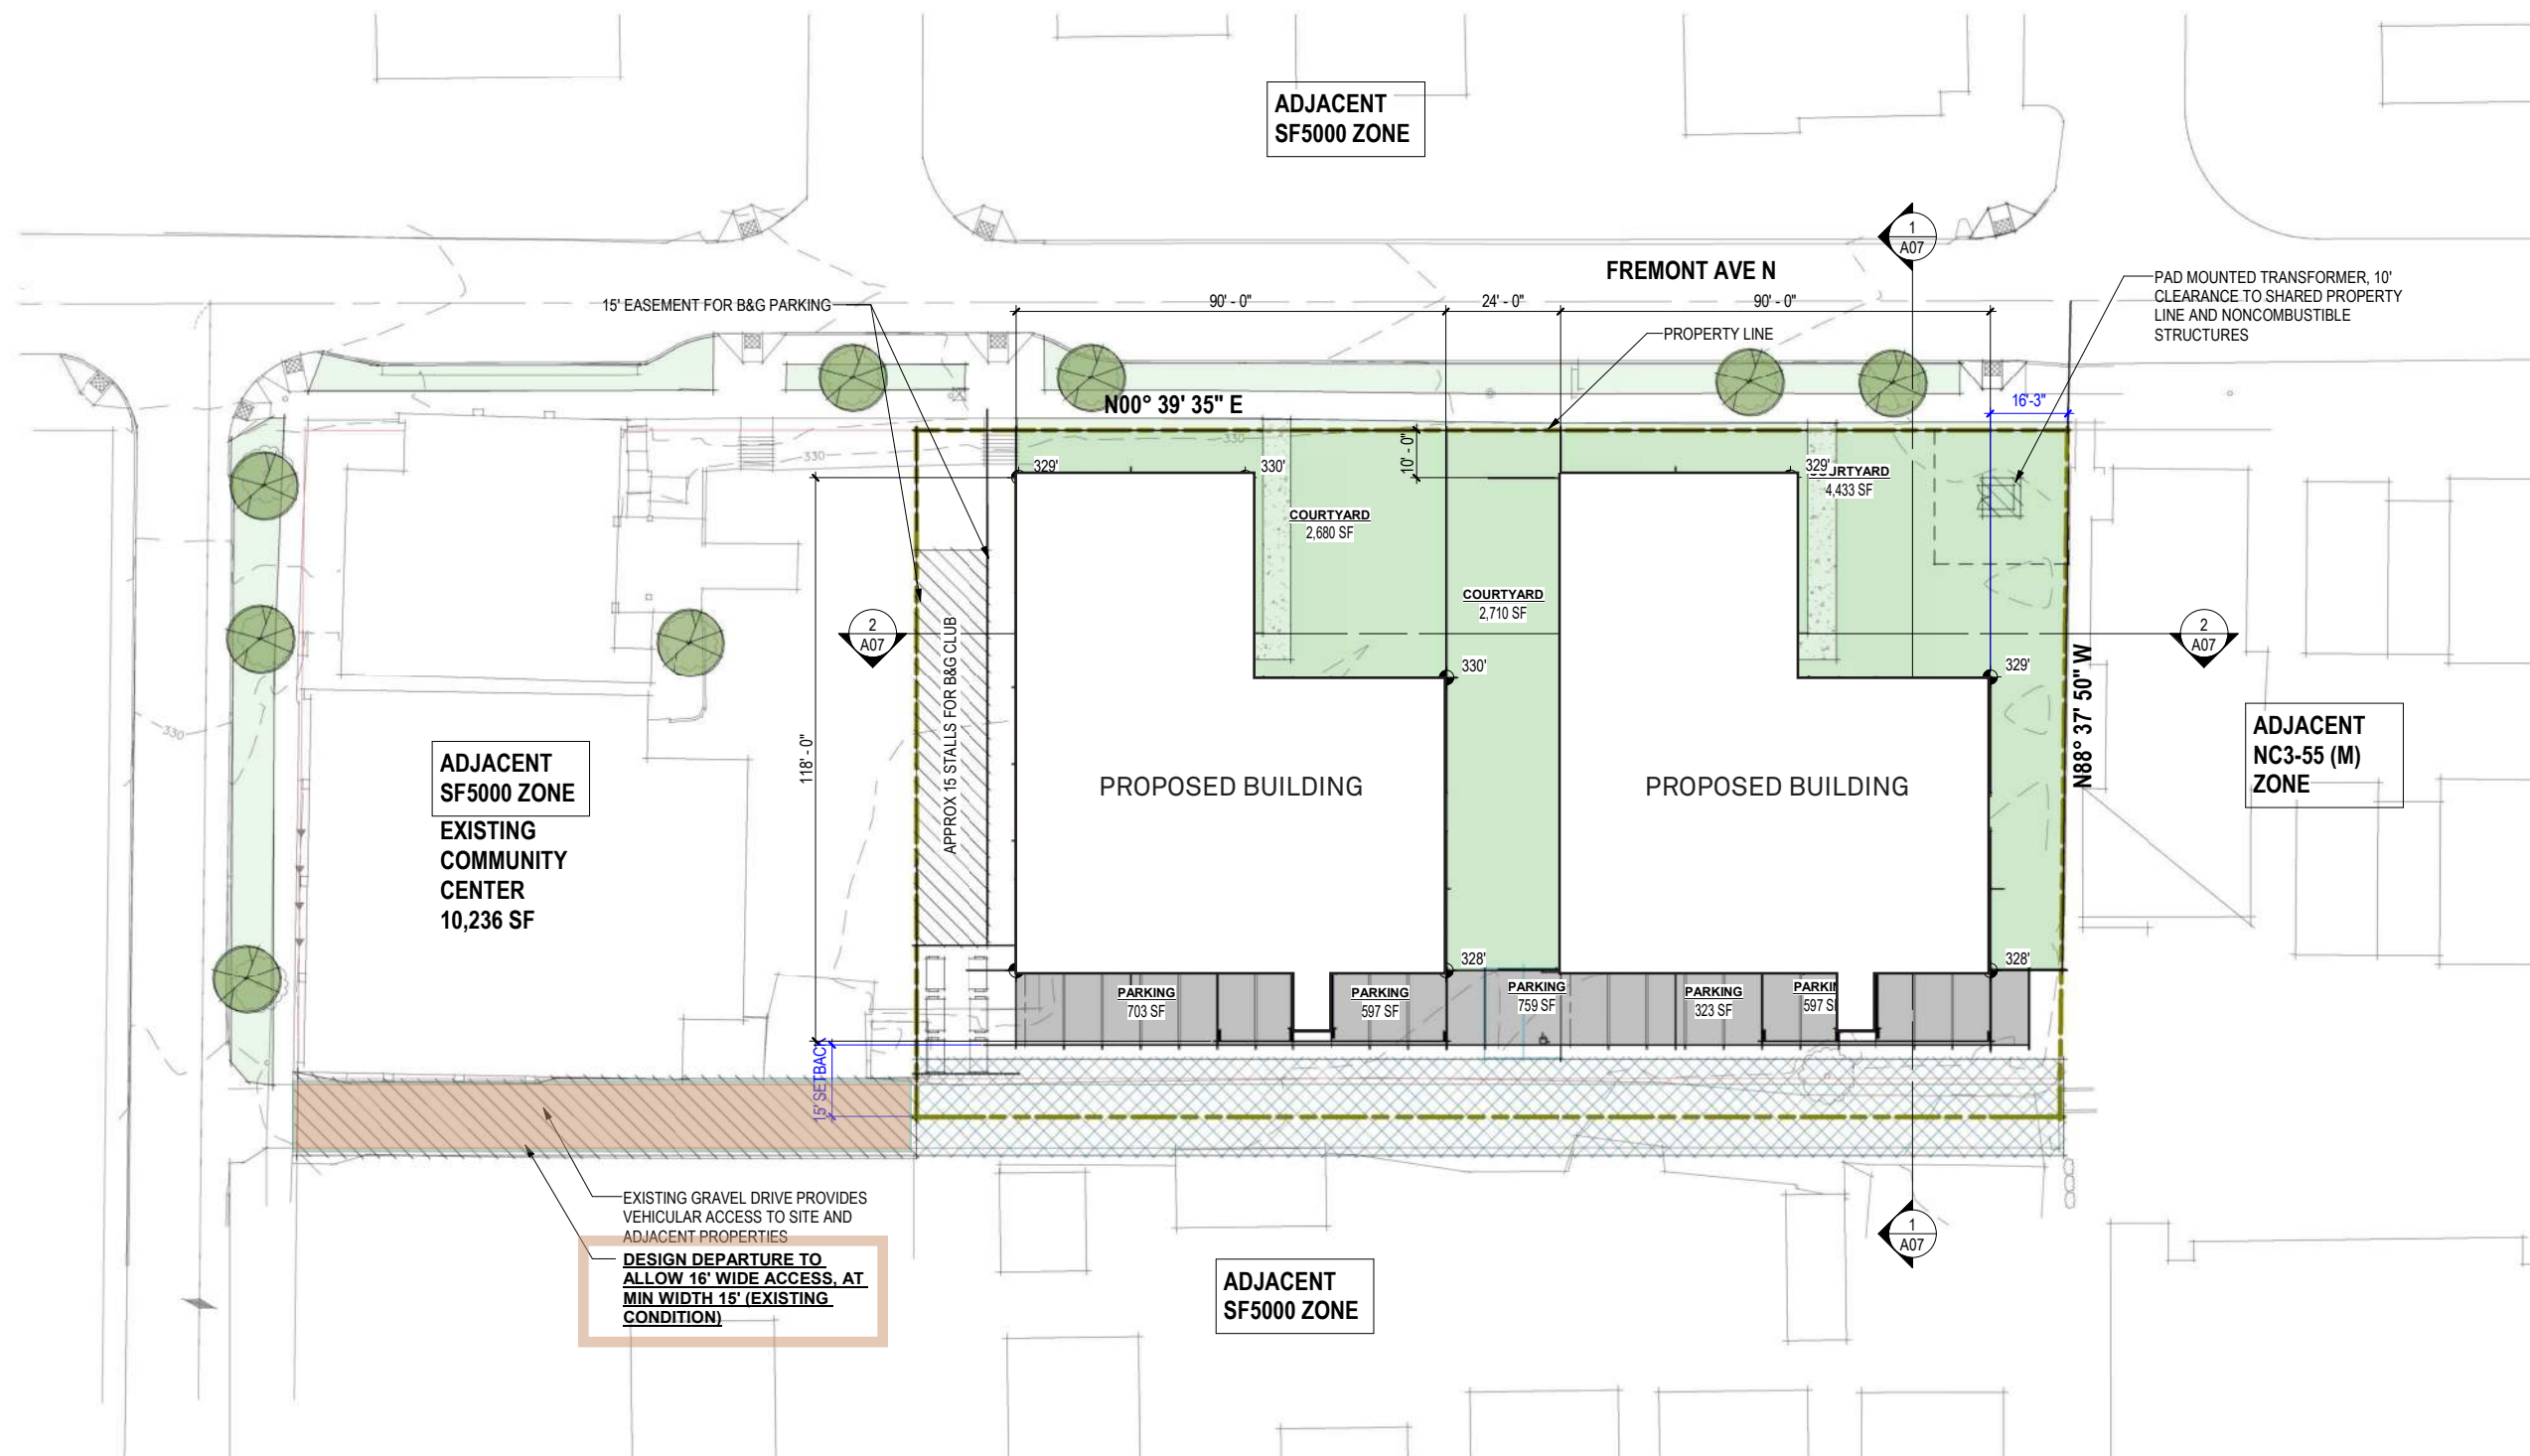 ADJACENT
SF5000 ZONE
1
A07
FREMONT AVE N
PAD MOUNTED TRANSFORMER, 10'
CLEARANCE TO SHARED PROPERTY
LINE AND NONCOMBUSTIBLE
STRUCTURES
15' EASEMENT FOR B&G PARKING
90' - 0"
24' - 0"
90' - 0"
PROPERTY LINE
N00° 39' 35" E
16'-3"
10' - 0"
330
330
329'
330'
329'
COURTYARD
4,433 SF
COURTYARD
2,680 SF
COURTYARD
2,710 SF
2
A07
2
A07
APPROX 15 STALLS FOR B&G CLUB
118' - 0"
330'
329'
N88° 37' 50" W
330
ADJACENT
SF5000 ZONE
EXISTING
COMMUNITY
CENTER
10,236 SF
PROPOSED BUILDING
PROPOSED BUILDING
ADJACENT
NC3-55 (M)
ZONE
328'
328'
PARKING
703 SF
PARKING
597 SF
PARKING
759 SF
PARKING
323 SF
PARKI
597 S
15' SETBACK
EXISTING GRAVEL DRIVE PROVIDES
VEHICULAR ACCESS TO SITE AND
ADJACENT PROPERTIES
DESIGN DEPARTURE TO
ALLOW 16' WIDE ACCESS, AT
MIN WIDTH 15' (EXISTING
CONDITION)
1
A07
ADJACENT
SF5000 ZONE